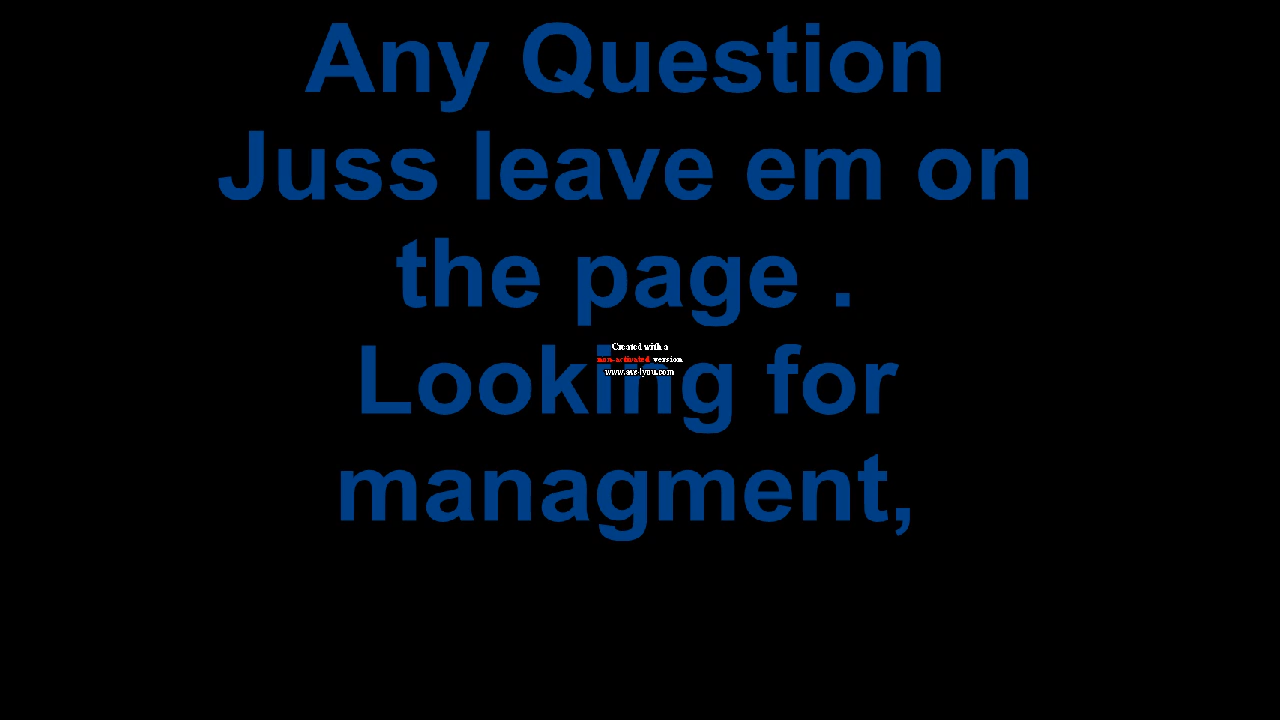 Any Question
Juss leave em on
the page .
Created with a
non-activated version
www.avs4you.com
Looking for
managment,